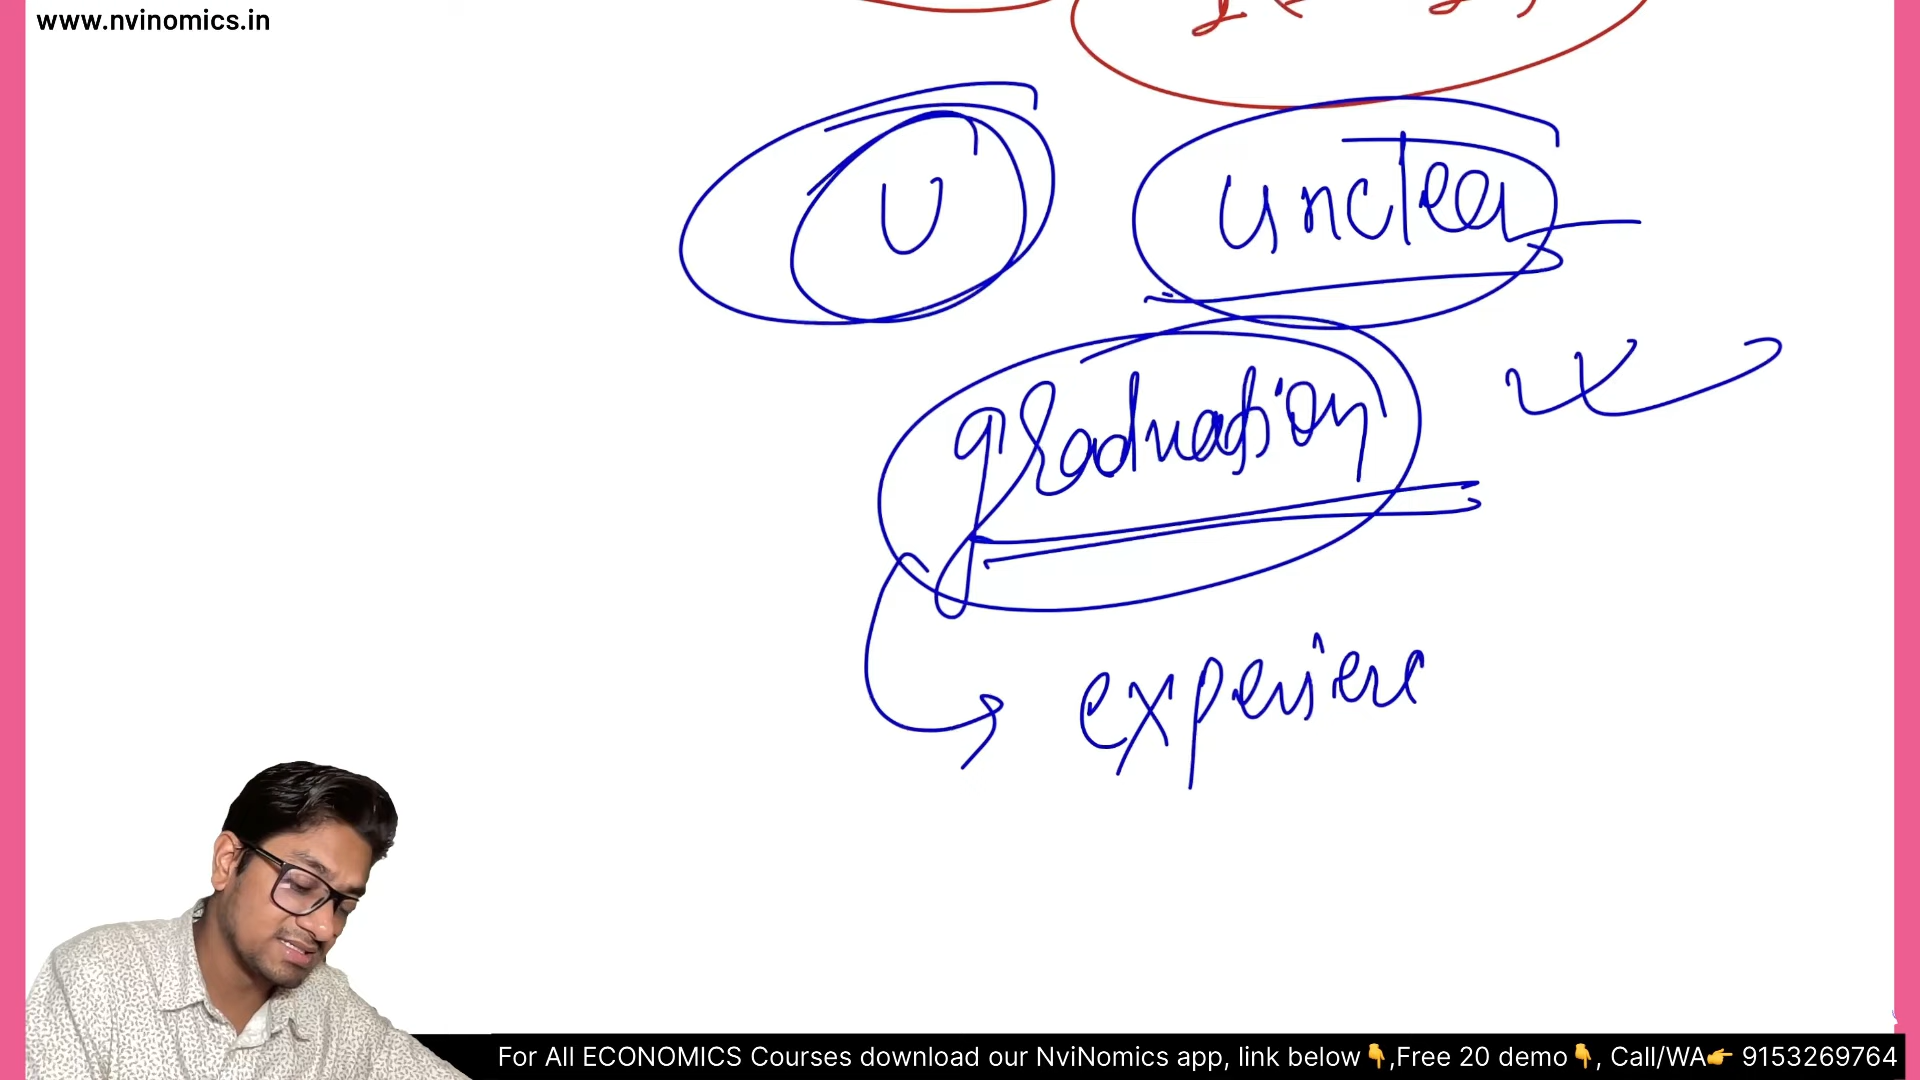 www.nvinomics.in
U unclear
graduation
experienc
For All ECONOMICS Courses download our NviNomics app, link below👇,Free 20 demo👇, Call/WA👉 9153269764